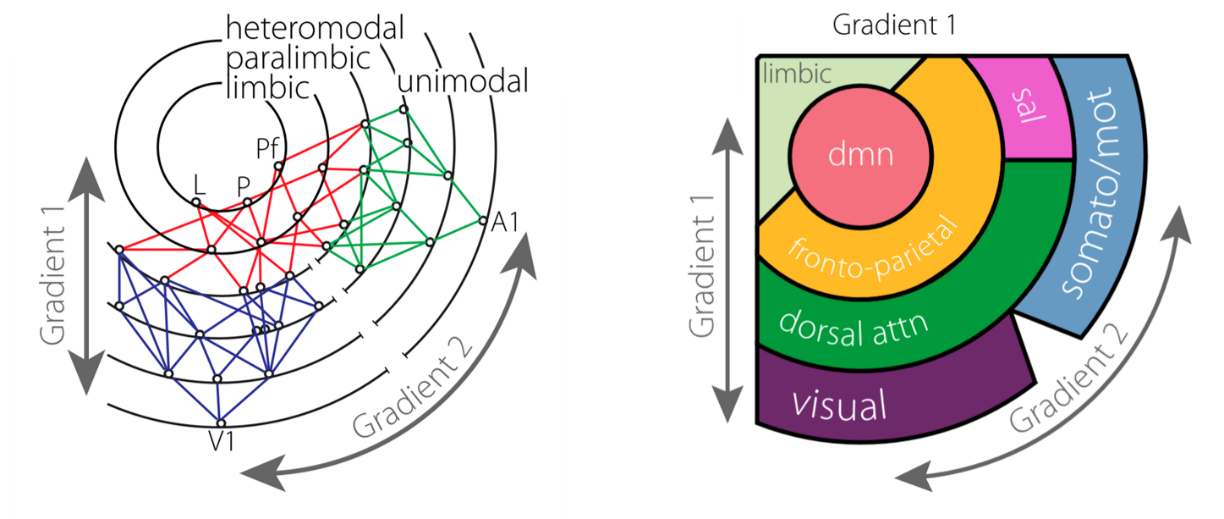 heteromodal
paralimbic
limbic
unimodal
Pf
L
P
A1
V1
Gradient 1
Gradient 2
Gradient 1
limbic
dmn
sal
somato/mot
fronto-parietal
dorsal attn
visual
Gradient 1
Gradient 2